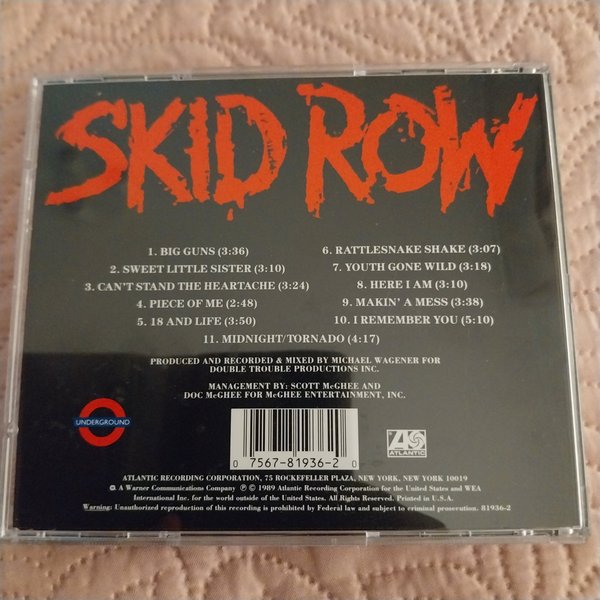 SKID ROW
1. BIG GUNS (3:36)
2. SWEET LITTLE SISTER (3:10)
3. CAN'T STAND THE HEARTACHE (3:24)
4. PIECE OF ME (2:48)
5. 18 AND LIFE (3:50)
6. RATTLESNAKE SHAKE (3:07)
7. YOUTH GONE WILD (3:18)
8. HERE I AM (3:10)
9. MAKIN' A MESS (3:38)
10. I REMEMBER YOU (5:10)
11. MIDNIGHT/TORNADO (4:17)
PRODUCED AND RECORDED & MIXED BY MICHAEL WAGENER FOR
DOUBLE TROUBLE PRODUCTIONS INC.
MANAGEMENT BY: SCOTT McGHEE AND
DOC McGHEE FOR McGHEE ENTERTAINMENT, INC.
UNDERGROUND
0 7567-81936-2 0
ATLANTIC
ATLANTIC RECORDING CORPORATION, 75 ROCKEFELLER PLAZA, NEW YORK, NEW YORK 10019
A Warner Communications Company ℗ © 1989 Atlantic Recording Corporation for the United States and WEA
International Inc. for the world outside of the United States. All Rights Reserved. Printed in U.S.A.
Warning: Unauthorized reproduction of this recording is prohibited by Federal law and subject to criminal prosecution. 81936-2